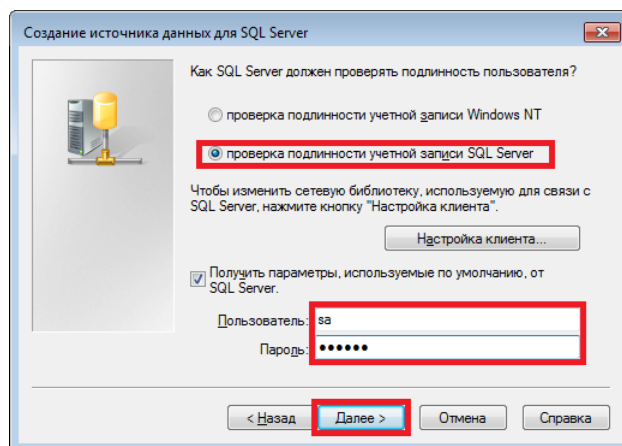 Создание источника данных для SQL Server
Как SQL Server должен проверять подлинность пользователя?
проверка подлинности учетной записи Windows NT
проверка подлинности учетной записи SQL Server
Чтобы изменить сетевую библиотеку, используемую для связи с
SQL Server, нажмите кнопку "Настройка клиента".
Настройка клиента...
Получить параметры, используемые по умолчанию, от
SQL Server.
Пользователь: sa
Пароль: ••••••
< Назад Далее > Отмена Справка